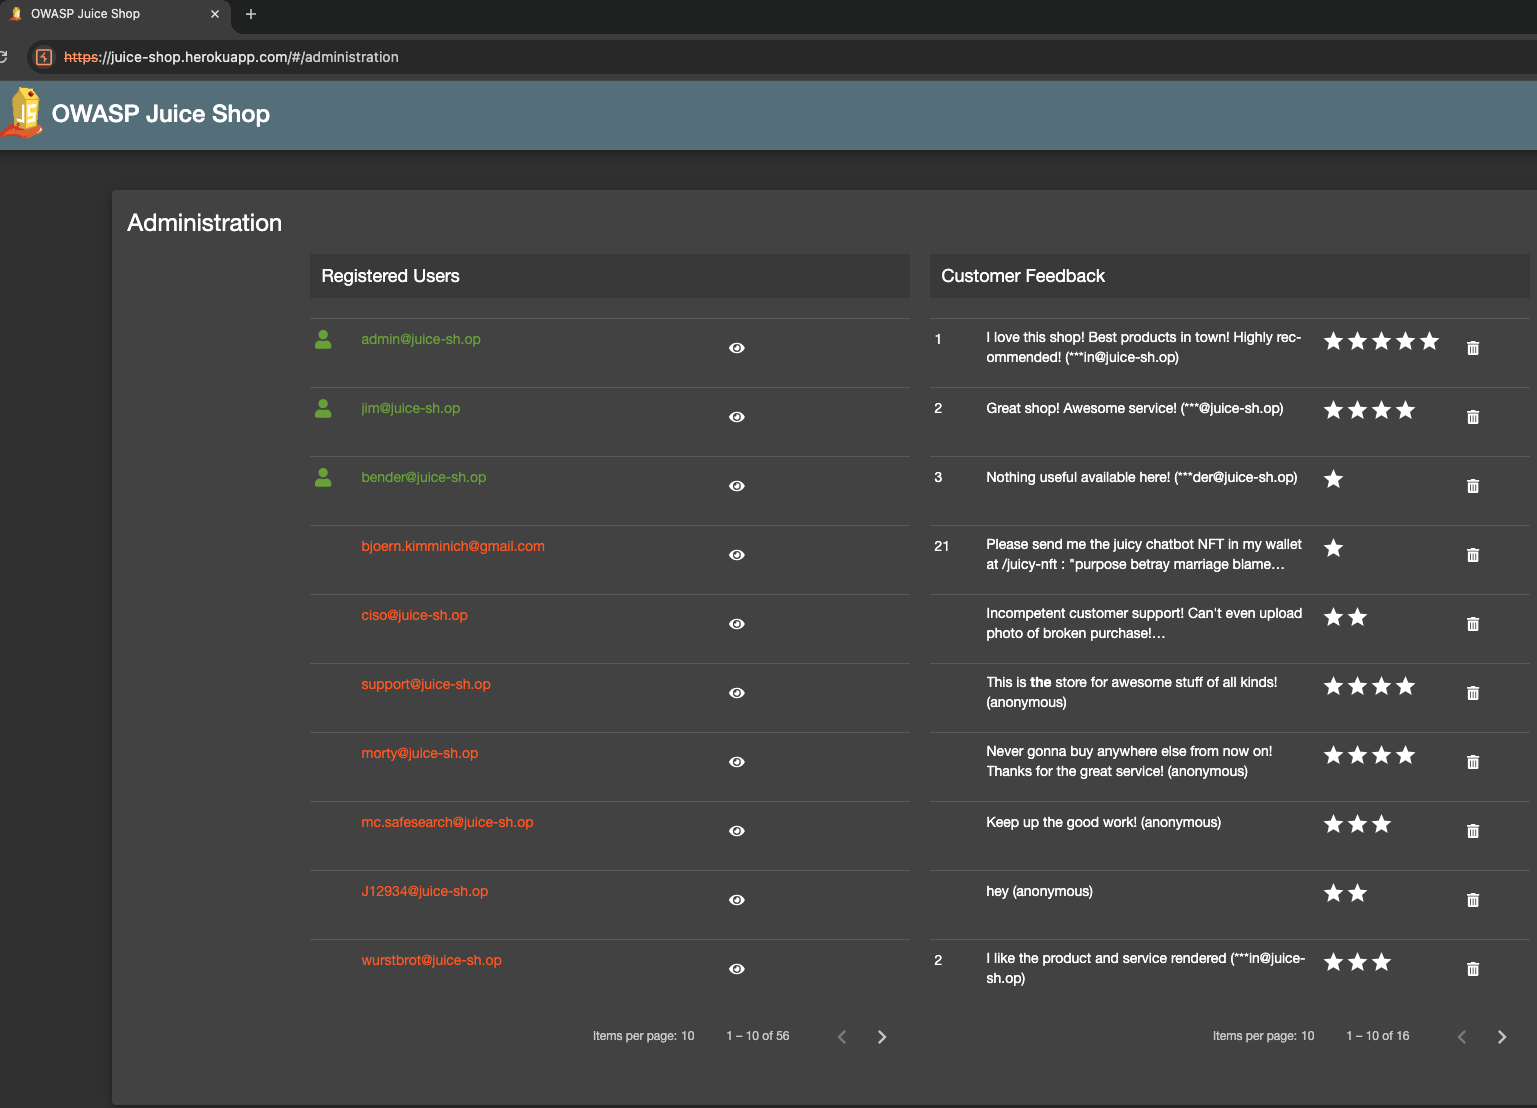 OWASP Juice Shop
https://juice-shop.herokuapp.com/#/administration
OWASP Juice Shop
Administration
Registered Users
admin@juice-sh.op
jim@juice-sh.op
bender@juice-sh.op
bjoern.kimminich@gmail.com
ciso@juice-sh.op
support@juice-sh.op
morty@juice-sh.op
mc.safesearch@juice-sh.op
J12934@juice-sh.op
wurstbrot@juice-sh.op
Items per page: 10 1 – 10 of 56
Customer Feedback
1 I love this shop! Best products in town! Highly rec-
ommended! (***in@juice-sh.op)
2 Great shop! Awesome service! (***@juice-sh.op)
3 Nothing useful available here! (***der@juice-sh.op)
21 Please send me the juicy chatbot NFT in my wallet
at /juicy-nft : "purpose betray marriage blame…
Incompetent customer support! Can't even upload
photo of broken purchase!…
This is the store for awesome stuff of all kinds!
(anonymous)
Never gonna buy anywhere else from now on!
Thanks for the great service! (anonymous)
Keep up the good work! (anonymous)
hey (anonymous)
2 I like the product and service rendered (***in@juice-
sh.op)
Items per page: 10 1 – 10 of 16